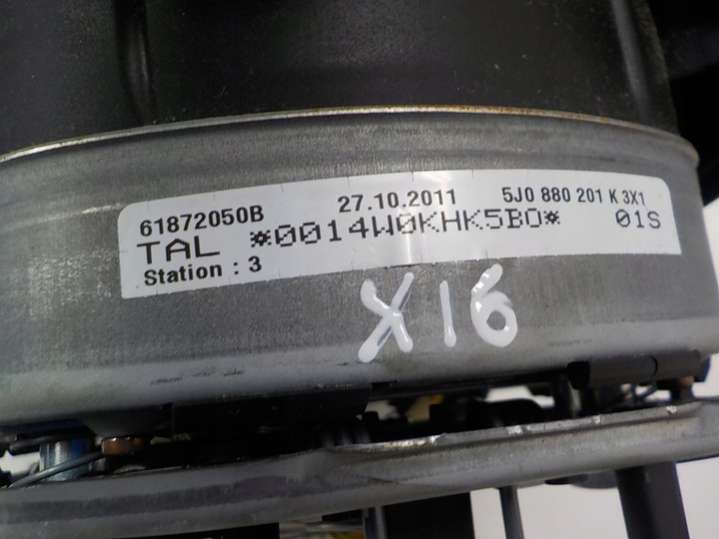 61872050B 27.10.2011 5J0 880 201 K 3X1
TAL *0014W0KHK5B0* 01S
Station : 3
X16